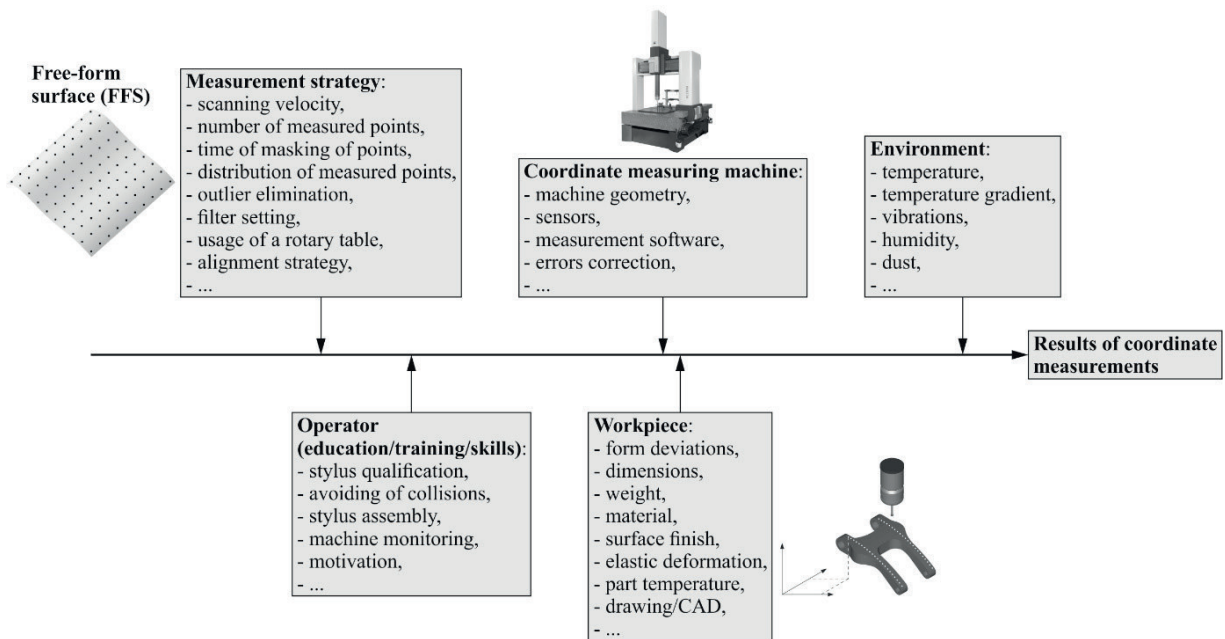 Free-form
surface (FFS)
Measurement strategy:
- scanning velocity,
- number of measured points,
- time of masking of points,
- distribution of measured points,
- outlier elimination,
- filter setting,
- usage of a rotary table,
- alignment strategy,
- ...
Coordinate measuring machine:
- machine geometry,
- sensors,
- measurement software,
- errors correction,
- ...
Environment:
- temperature,
- temperature gradient,
- vibrations,
- humidity,
- dust,
- ...
Results of coordinate
measurements
Operator
(education/training/skills):
- stylus qualification,
- avoiding of collisions,
- stylus assembly,
- machine monitoring,
- motivation,
- ...
Workpiece:
- form deviations,
- dimensions,
- weight,
- material,
- surface finish,
- elastic deformation,
- part temperature,
- drawing/CAD,
- ...